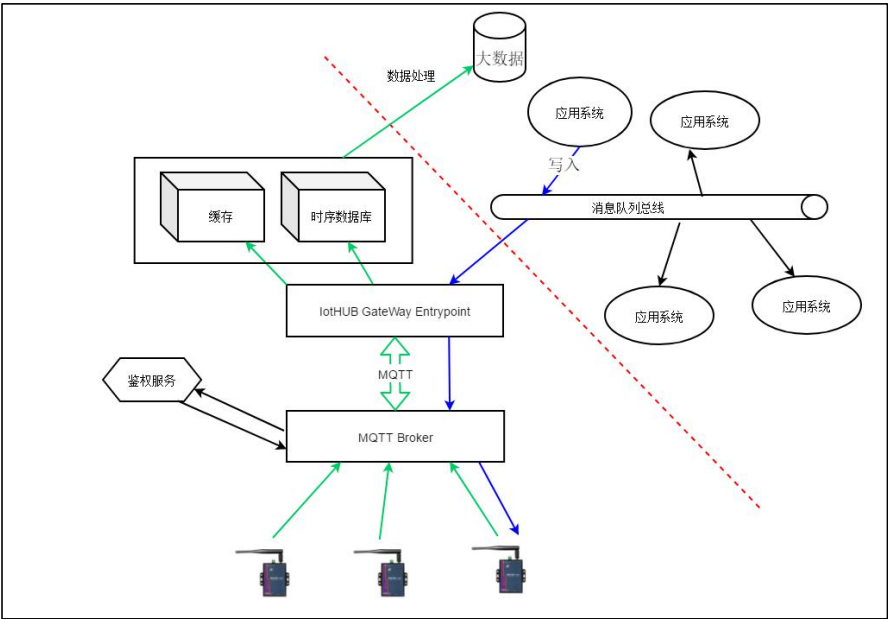 大数据
数据处理
应用系统
应用系统
写入
消息队列总线
缓存
时序数据库
IotHUB GateWay Entrypoint
应用系统
应用系统
MQTT
鉴权服务
MQTT Broker